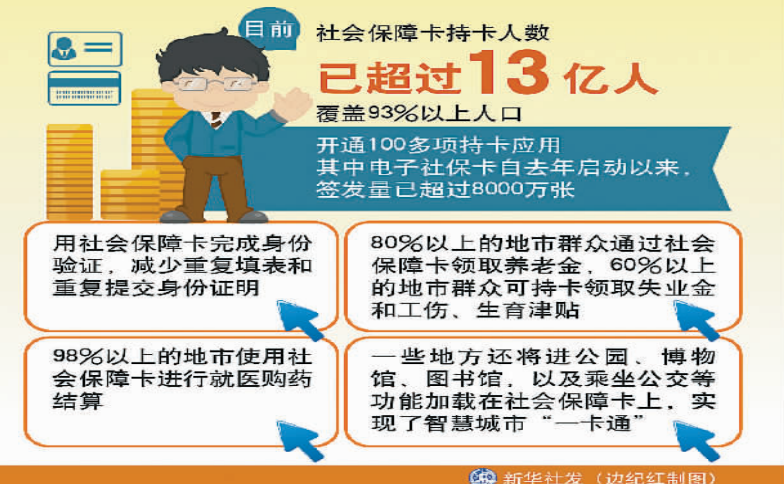 目前
社会保障卡持卡人数
已超过13亿人
覆盖93%以上人口
开通100多项持卡应用
其中电子社保卡自去年启动以来，
签发量已超过8000万张
用社会保障卡完成身份
验证，减少重复填表和
重复提交身份证明
80%以上的地市群众通过社会
保障卡领取养老金，60%以上
的地市群众可持卡领取失业金
和工伤、生育津贴
98%以上的地市使用社
会保障卡进行就医购药
结算
一些地方还将进公园、博物
馆、图书馆，以及乘坐公交等
功能加载在社会保障卡上，实
现了智慧城市“一卡通”
新华社发（边纪红制图）